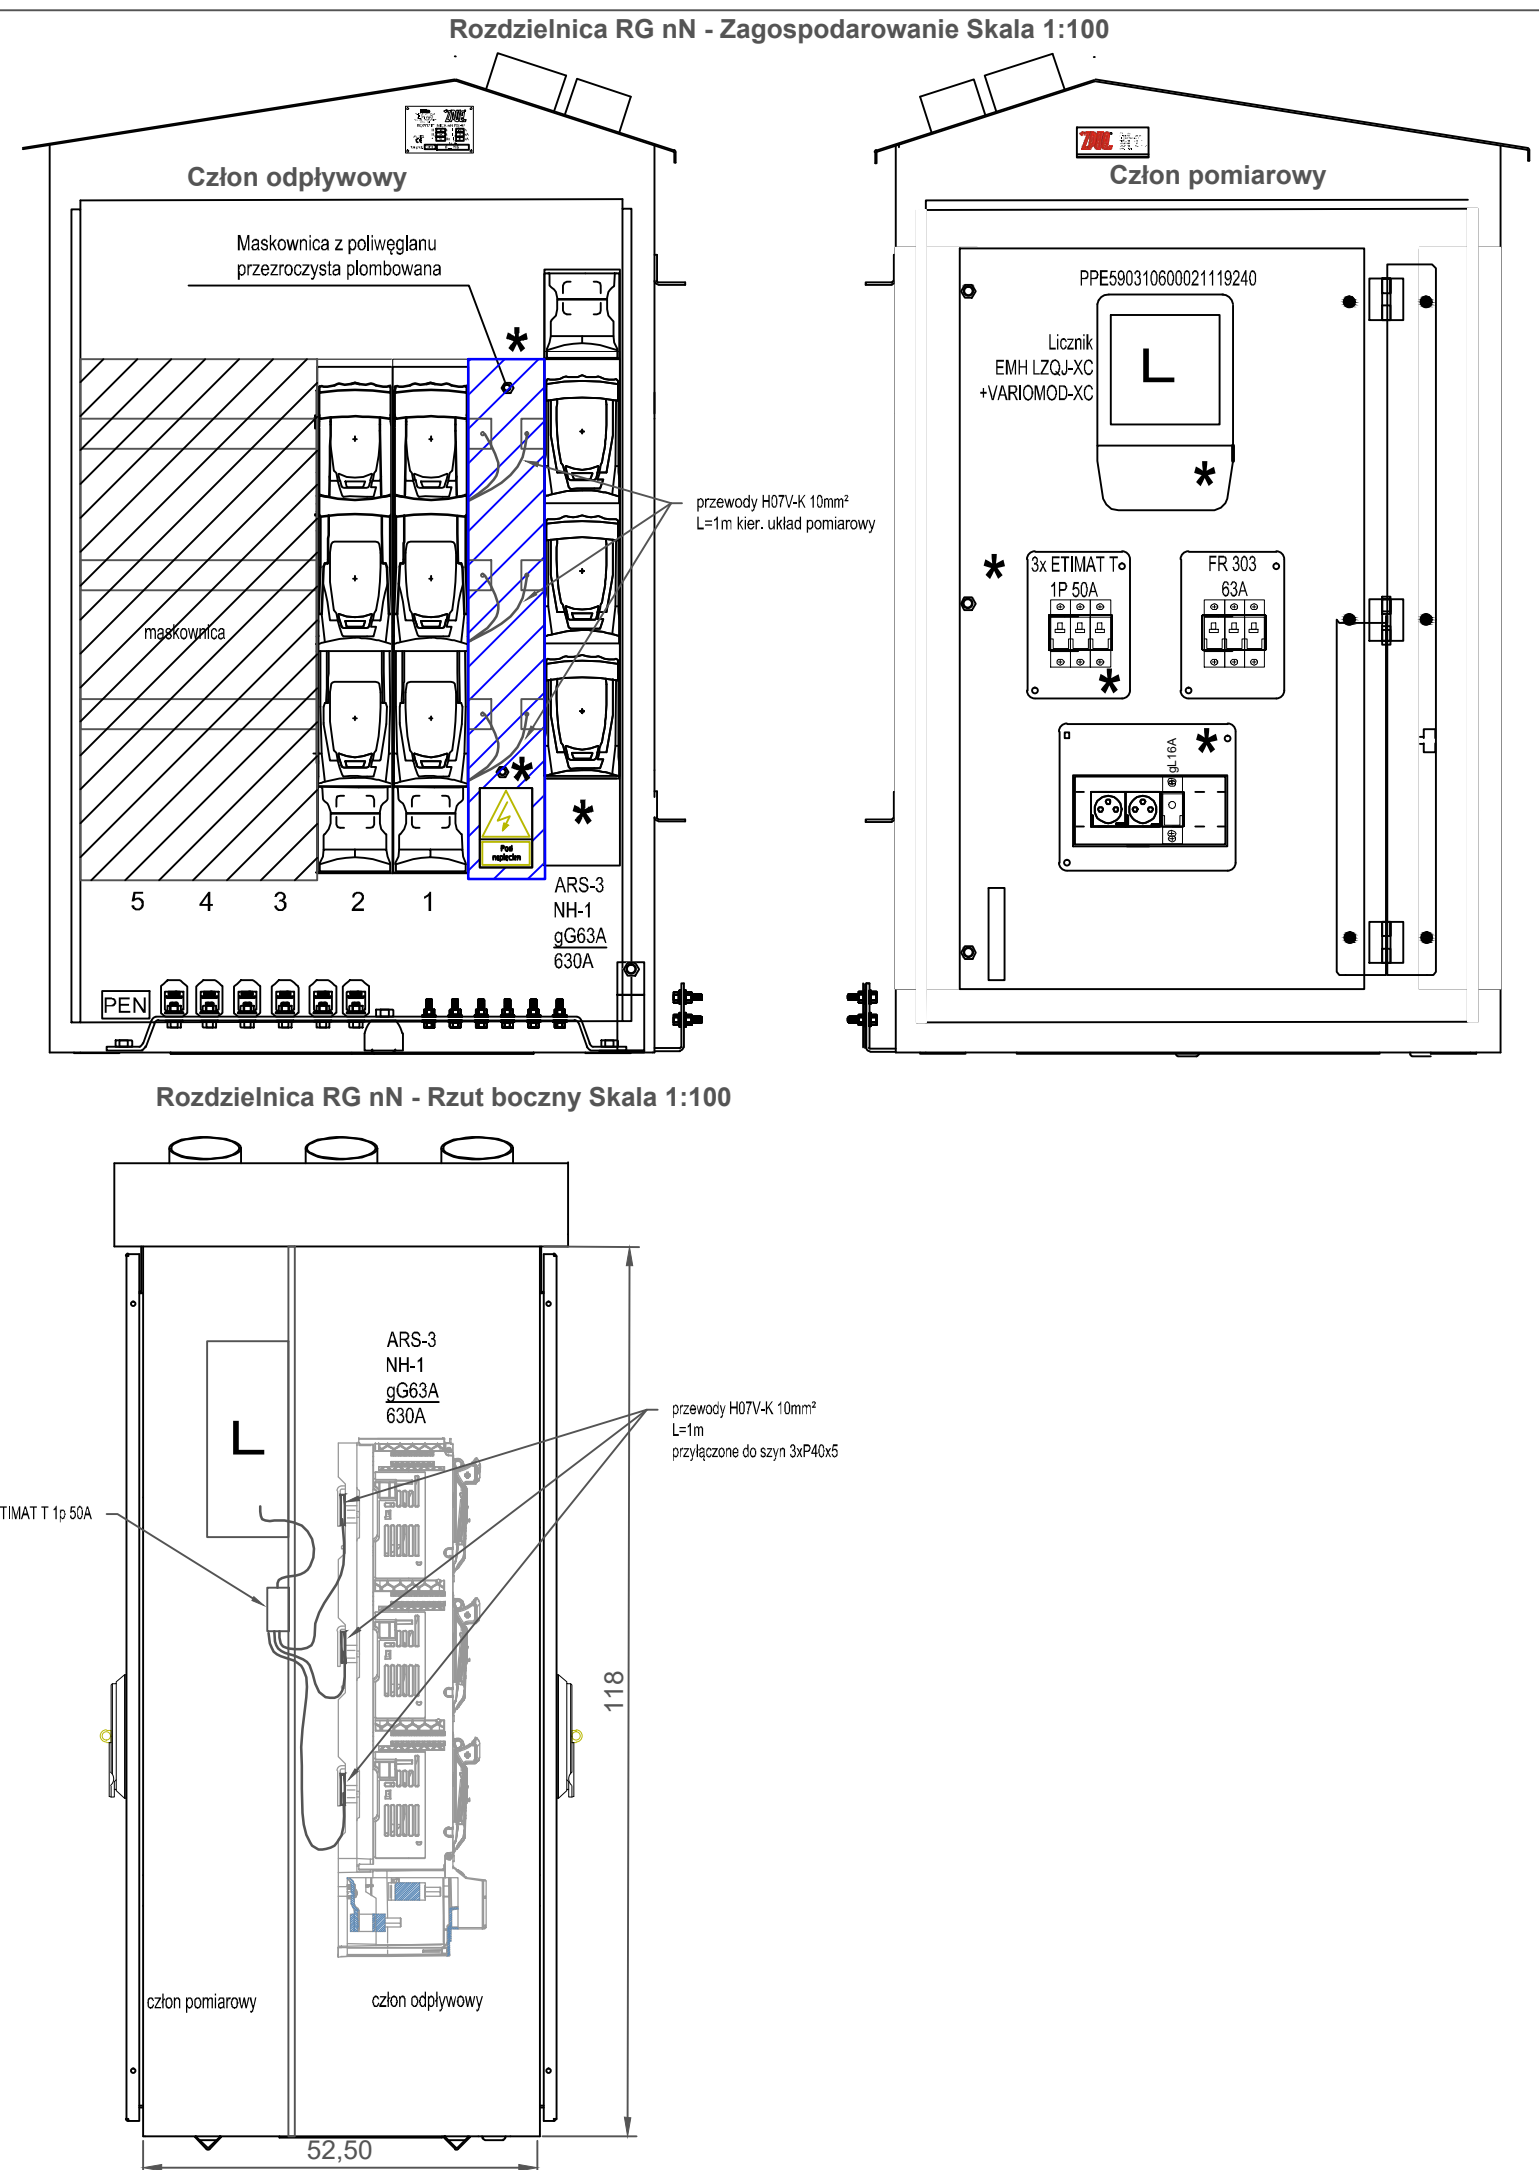 Rozdzielnica RG nN - Zagospodarowanie Skala 1:100
Człon odpływowy
Maskownica z poliwęglanu
przezroczysta plombowana
*
maskownica
przewody H07V-K 10mm²
L=1m kier. układ pomiarowy
*
*
Pod
napięciem
5 4 3 2 1
ARS-3
NH-1
gG63A
630A
PEN
ZPUE
Człon pomiarowy
PPE590310600021119240
Licznik
EMH LZQJ-XC
+VARIOMOD-XC
L
*
*
3x ETIMAT T
1P 50A
*
FR 303
63A
gL16A
*
Rozdzielnica RG nN - Rzut boczny Skala 1:100
ARS-3
NH-1
gG63A
630A
L
przewody H07V-K 10mm²
L=1m
przyłączone do szyn 3xP40x5
TIMAT T 1p 50A
118
człon pomiarowy
człon odpływowy
52,50